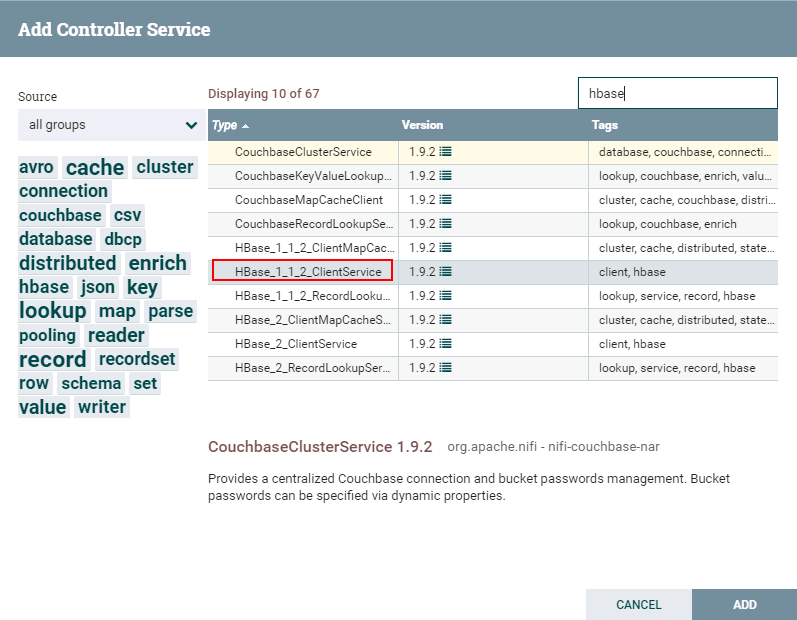 Add Controller Service
Source
Displaying 10 of 67
hbase
all groups
Type Version Tags
avro cache cluster
connection
couchbase csv
database dbcp
distributed enrich
hbase json key
lookup map parse
pooling reader
record recordset
row schema set
value writer
CouchbaseClusterService 1.9.2 database, couchbase, connecti...
CouchbaseKeyValueLookup... 1.9.2 lookup, couchbase, enrich, valu...
CouchbaseMapCacheClient 1.9.2 cluster, cache, couchbase, distri...
CouchbaseRecordLookupSe... 1.9.2 lookup, couchbase, enrich
HBase_1_1_2_ClientMapCac... 1.9.2 cluster, cache, distributed, state...
HBase_1_1_2_ClientService 1.9.2 client, hbase
HBase_1_1_2_RecordLooku... 1.9.2 lookup, service, record, hbase
HBase_2_ClientMapCacheS... 1.9.2 cluster, cache, distributed, state...
HBase_2_ClientService 1.9.2 client, hbase
HBase_2_RecordLookupSer... 1.9.2 lookup, service, record, hbase
CouchbaseClusterService 1.9.2 org.apache.nifi - nifi-couchbase-nar
Provides a centralized Couchbase connection and bucket passwords management. Bucket
passwords can be specified via dynamic properties.
CANCEL ADD